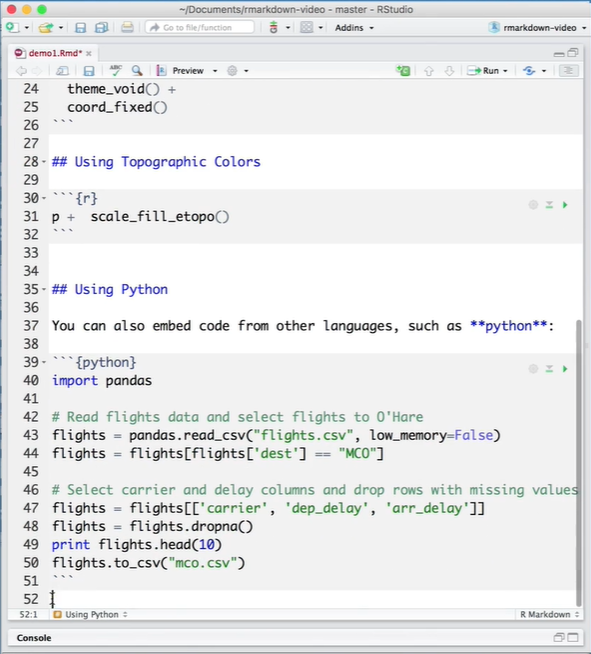 ~/Documents/rmarkdown-video - master - RStudio
Go to file/function
Addins
rmarkdown-video
demo1.Rmd*
ABC
Preview
Run
24 theme_void() +
25 coord_fixed()
26 ```
27
28 ## Using Topographic Colors
29
30 ```{r}
31 p + scale_fill_etopo()
32 ```
33
34
35 ## Using Python
36
37 You can also embed code from other languages, such as **python**:
38
39 ```{python}
40 import pandas
41
42 # Read flights data and select flights to O'Hare
43 flights = pandas.read_csv("flights.csv", low_memory=False)
44 flights = flights[flights['dest'] == "MCO"]
45
46 # Select carrier and delay columns and drop rows with missing values
47 flights = flights[['carrier', 'dep_delay', 'arr_delay']]
48 flights = flights.dropna()
49 print flights.head(10)
50 flights.to_csv("mco.csv")
51 ```
52
52:1 Using Python R Markdown
Console